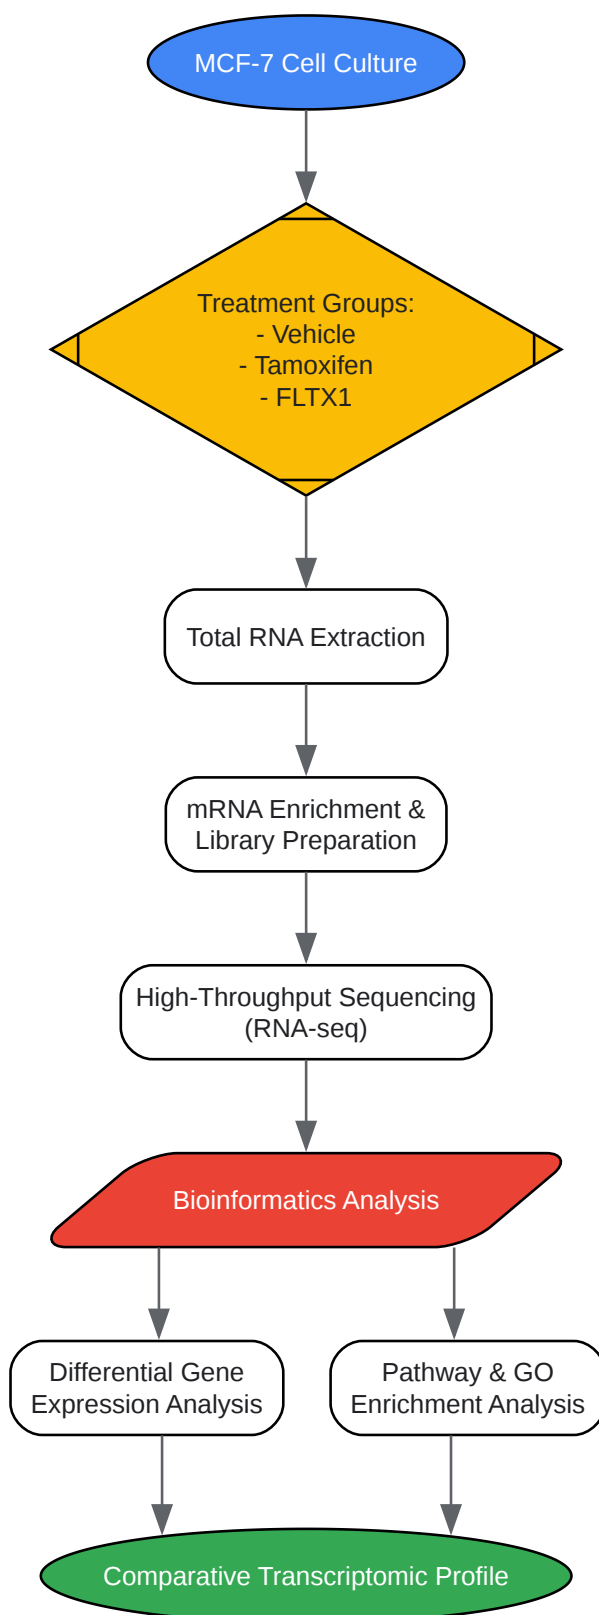 MCF-7 Cell Culture
Treatment Groups:
- Vehicle
- Tamoxifen
- FLTX1
Total RNA Extraction
mRNA Enrichment &
Library Preparation
High-Throughput Sequencing
(RNA-seq)
Bioinformatics Analysis
Differential Gene
Expression Analysis
Pathway & GO
Enrichment Analysis
Comparative Transcriptomic Profile